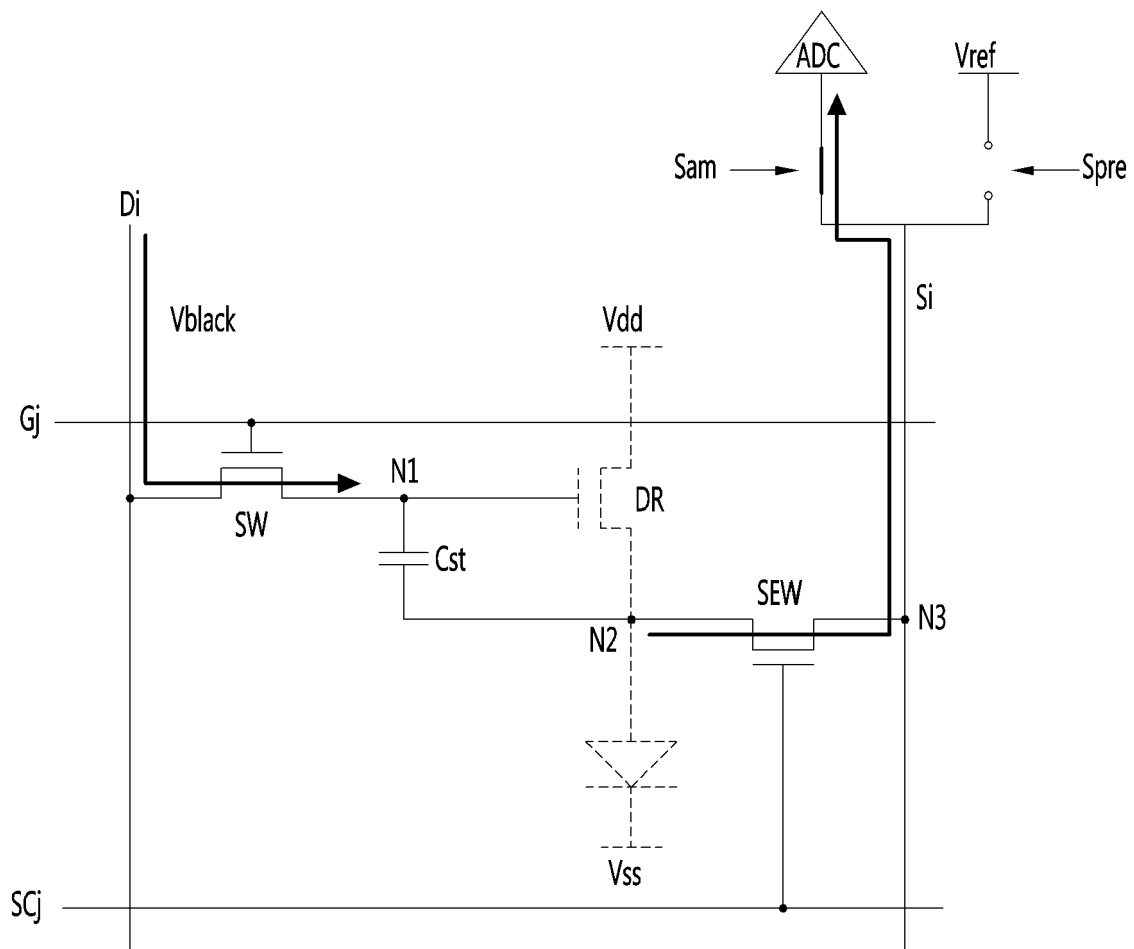 ADC
Vref
Sam
Spre
Di
Si
Vblack
Vdd
Gj
N1
DR
SW
Cst
SEW
N2
N3
Vss
SCj